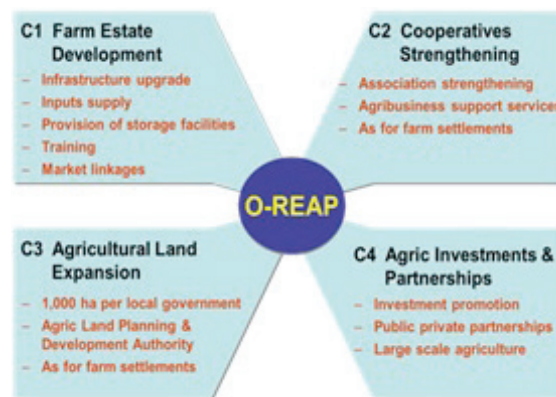 C1 Farm Estate
Development
– Infrastructure upgrade
– Inputs supply
– Provision of storage facilities
– Training
– Market linkages
C2 Cooperatives
Strengthening
– Association strengthening
– Agribusiness support services
– As for farm settlements
O-REAP
C3 Agricultural Land
Expansion
– 1,000 ha per local government
– Agric Land Planning &
Development Authority
– As for farm settlements
C4 Agric Investments &
Partnerships
– Investment promotion
– Public private partnerships
– Large scale agriculture